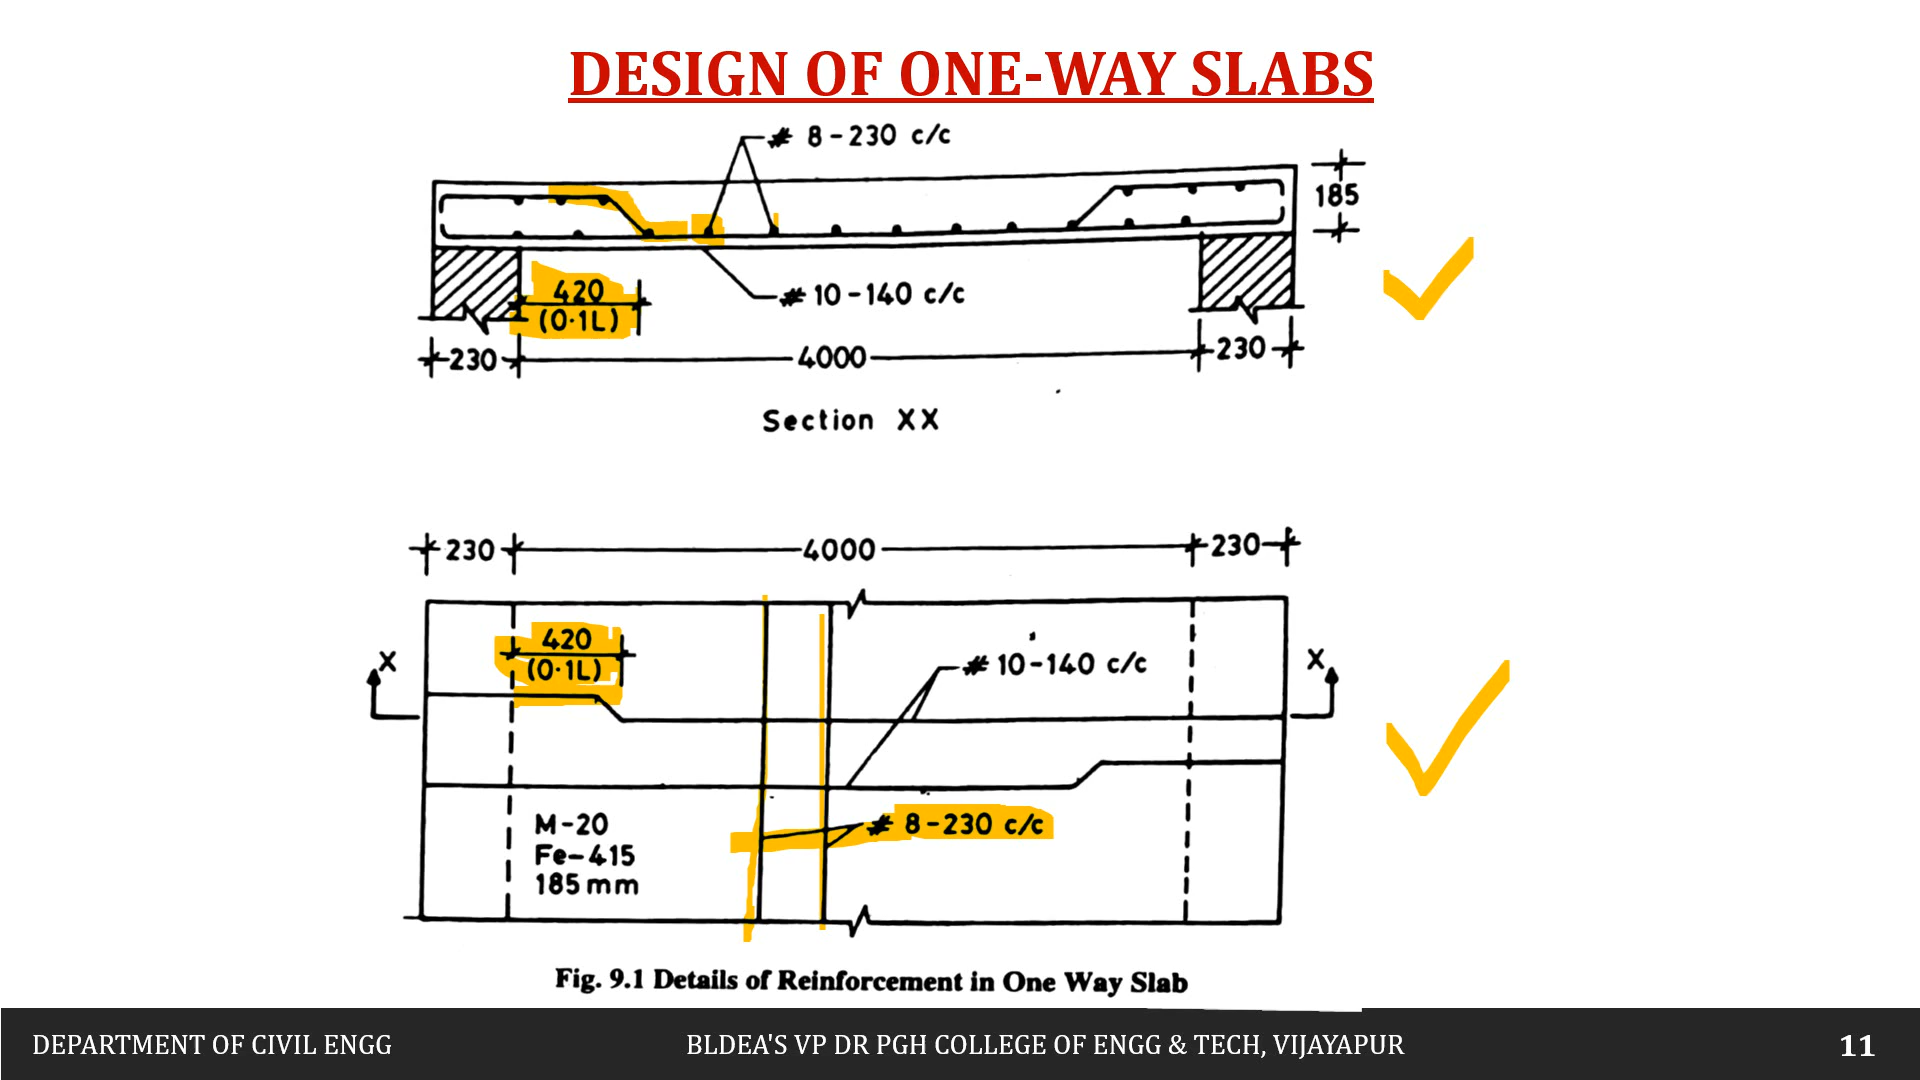 DESIGN OF ONE-WAY SLABS
# 8-230 c/c
185
420
(0·1L)
# 10-140 c/c
230
4000
230
Section XX
230
4000
230
420
(0·1L)
X
# 10-140 c/c
X
M-20
Fe-415
185mm
# 8-230 c/c
Fig. 9.1 Details of Reinforcement in One Way Slab
DEPARTMENT OF CIVIL ENGG
BLDEA'S VP DR PGH COLLEGE OF ENGG & TECH, VIJAYAPUR
11